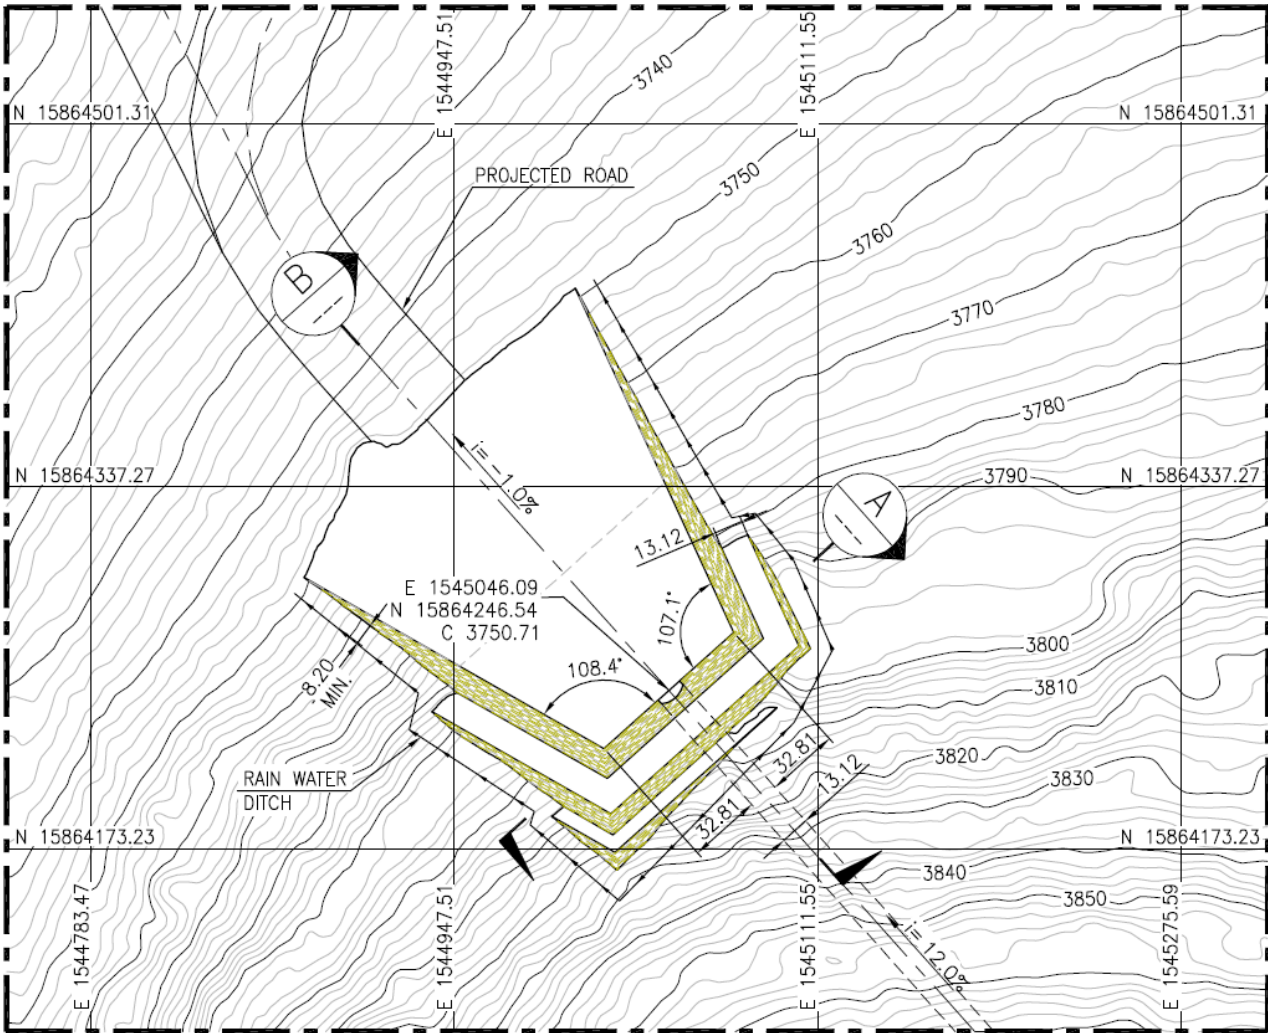 E 1544947.51
E 1545111.55
3740
N 15864501.31
N 15864501.31
PROJECTED ROAD
3750
3760
B
3770
3780
i= -1.0%
N 15864337.27
3790
N 15864337.27
A
13.12
E 1545046.09
N 15864246.54
C 3750.71
107.1°
108.4°
3800
8.20
MIN.
3810
3820
32.81
13.12
3830
RAIN WATER
DITCH
32.81
N 15864173.23
N 15864173.23
3840
3850
E 1544783.47
E 1544947.51
E 1545111.55
i= 12.0%
E 1545275.59